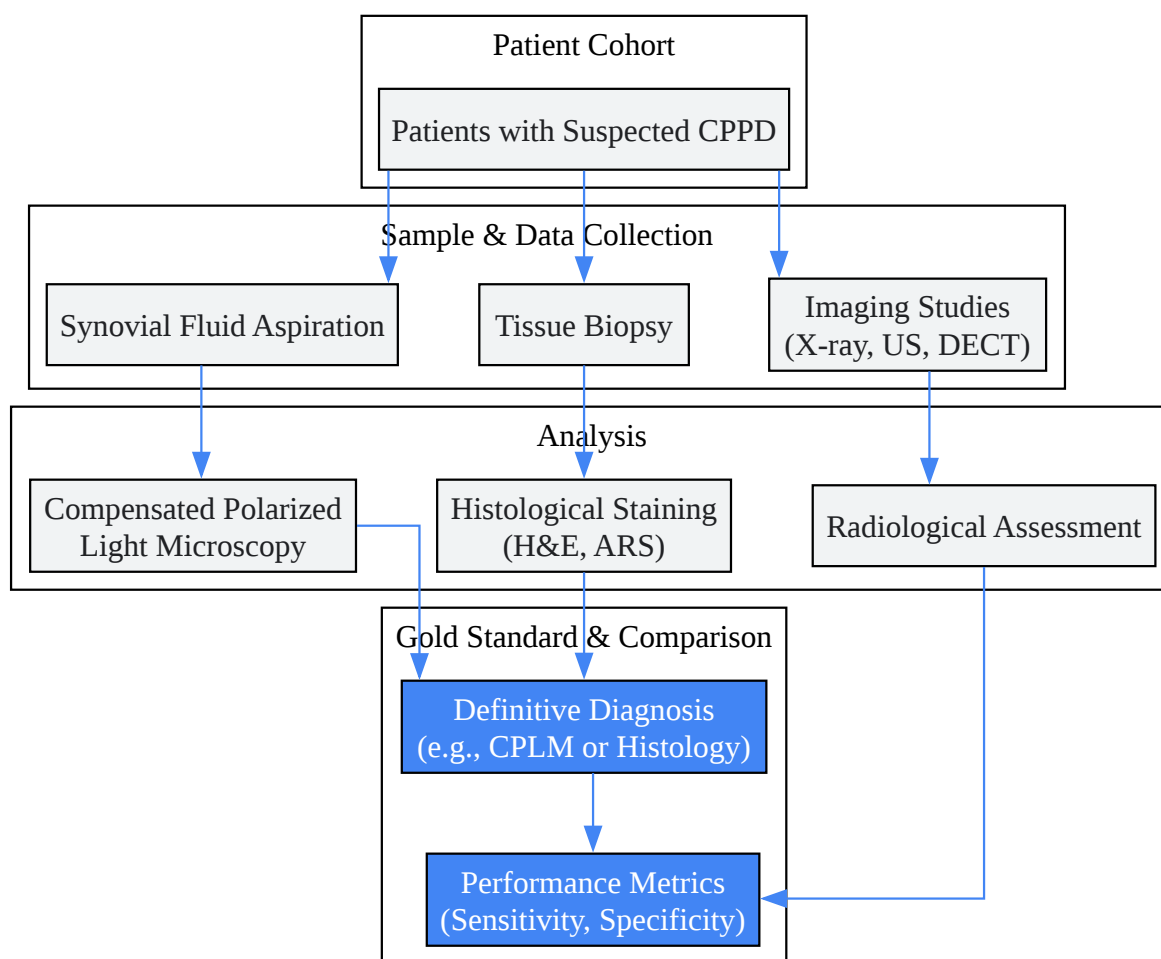 Patient Cohort
Patients with Suspected CPPD
Sample & Data Collection
Synovial Fluid Aspiration
Tissue Biopsy
Imaging Studies
(X-ray, US, DECT)
Analysis
Compensated Polarized
Light Microscopy
Histological Staining
(H&E, ARS)
Radiological Assessment
Gold Standard & Comparison
Definitive Diagnosis
(e.g., CPLM or Histology)
Performance Metrics
(Sensitivity, Specificity)